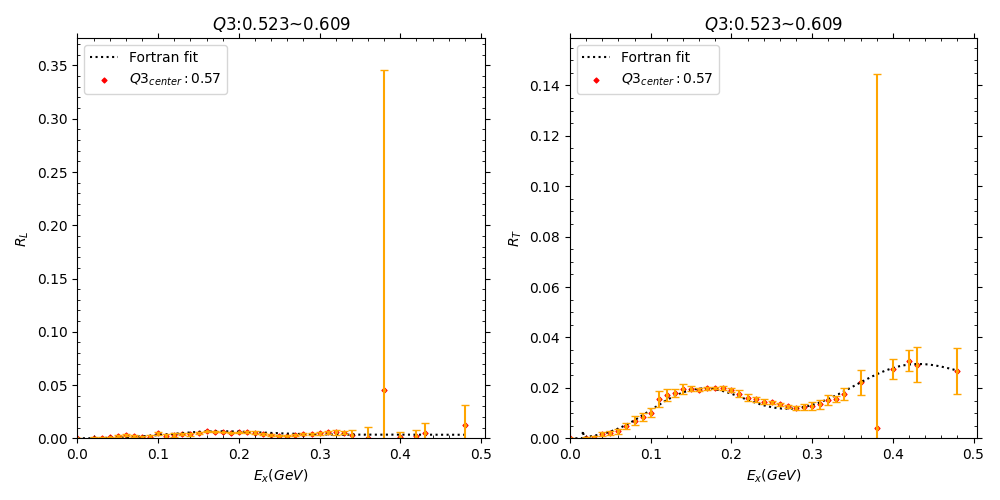 Q3:0.523~0.609
Fortran fit
Q3center: 0.57
R_L
0.35
0.30
0.25
0.20
0.15
0.10
0.05
0.00
0.0 0.1 0.2 0.3 0.4 0.5
E_x(GeV)
Q3:0.523~0.609
Fortran fit
Q3center: 0.57
R_T
0.14
0.12
0.10
0.08
0.06
0.04
0.02
0.00
0.0 0.1 0.2 0.3 0.4 0.5
E_x(GeV)